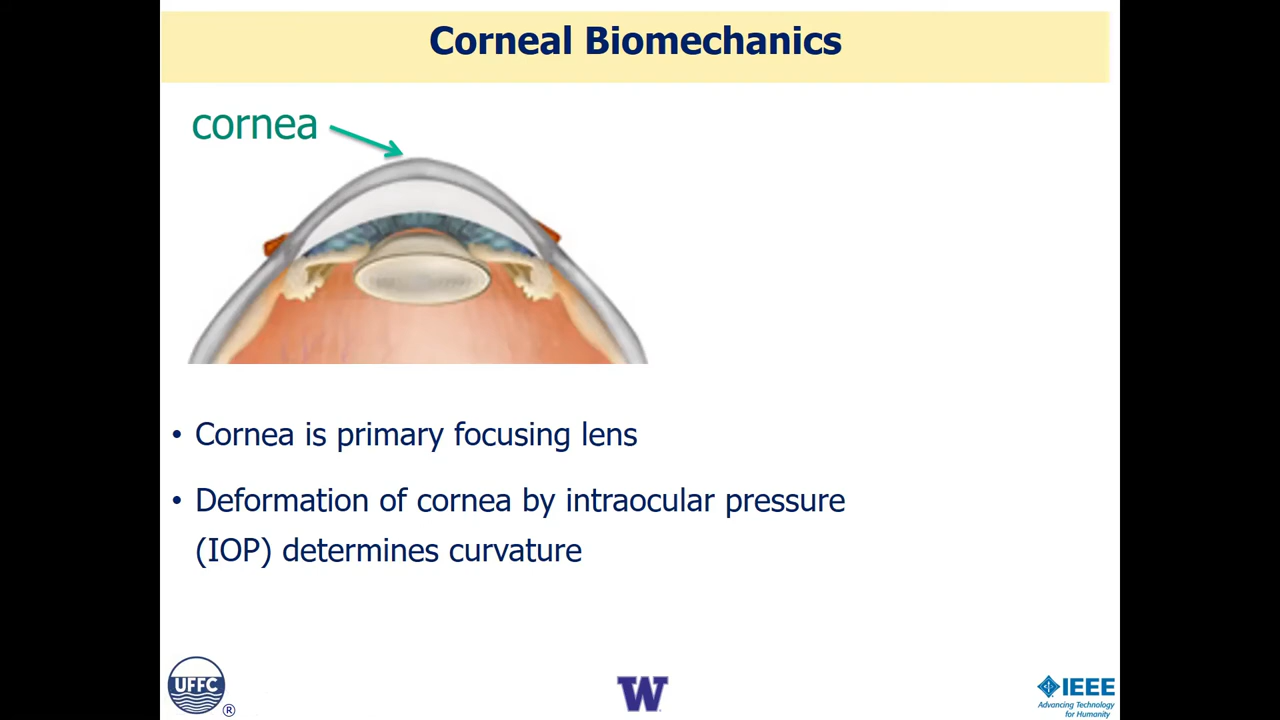 Corneal Biomechanics
cornea
• Cornea is primary focusing lens
• Deformation of cornea by intraocular pressure
(IOP) determines curvature
UFFC ®
W
IEEE
Advancing Technology
for Humanity